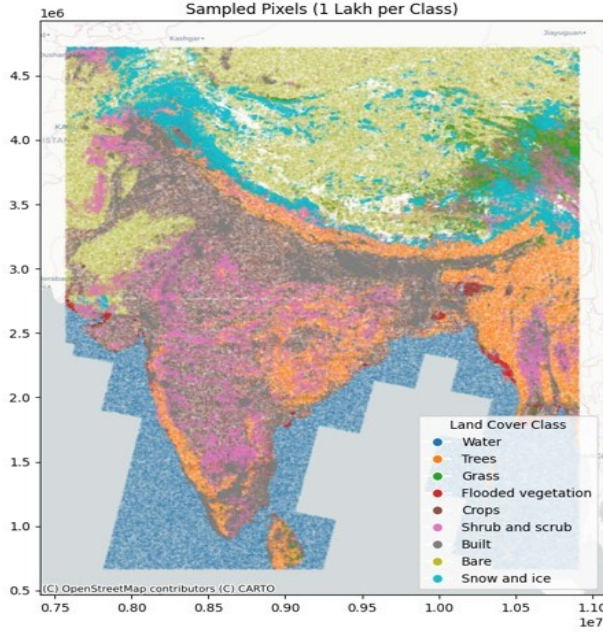 Sampled Pixels (1 Lakh per Class)
1e6
Kashgar
Jiayuguan
4.5
4.0
3.5
3.0
2.5
2.0
1.5
1.0
0.5
Land Cover Class
Water
Trees
Grass
Flooded vegetation
Crops
Shrub and scrub
Built
Bare
Snow and ice
(C) OpenStreetMap contributors (C) CARTO
0.75 0.80 0.85 0.90 0.95 1.00 1.05 1.10
1e7